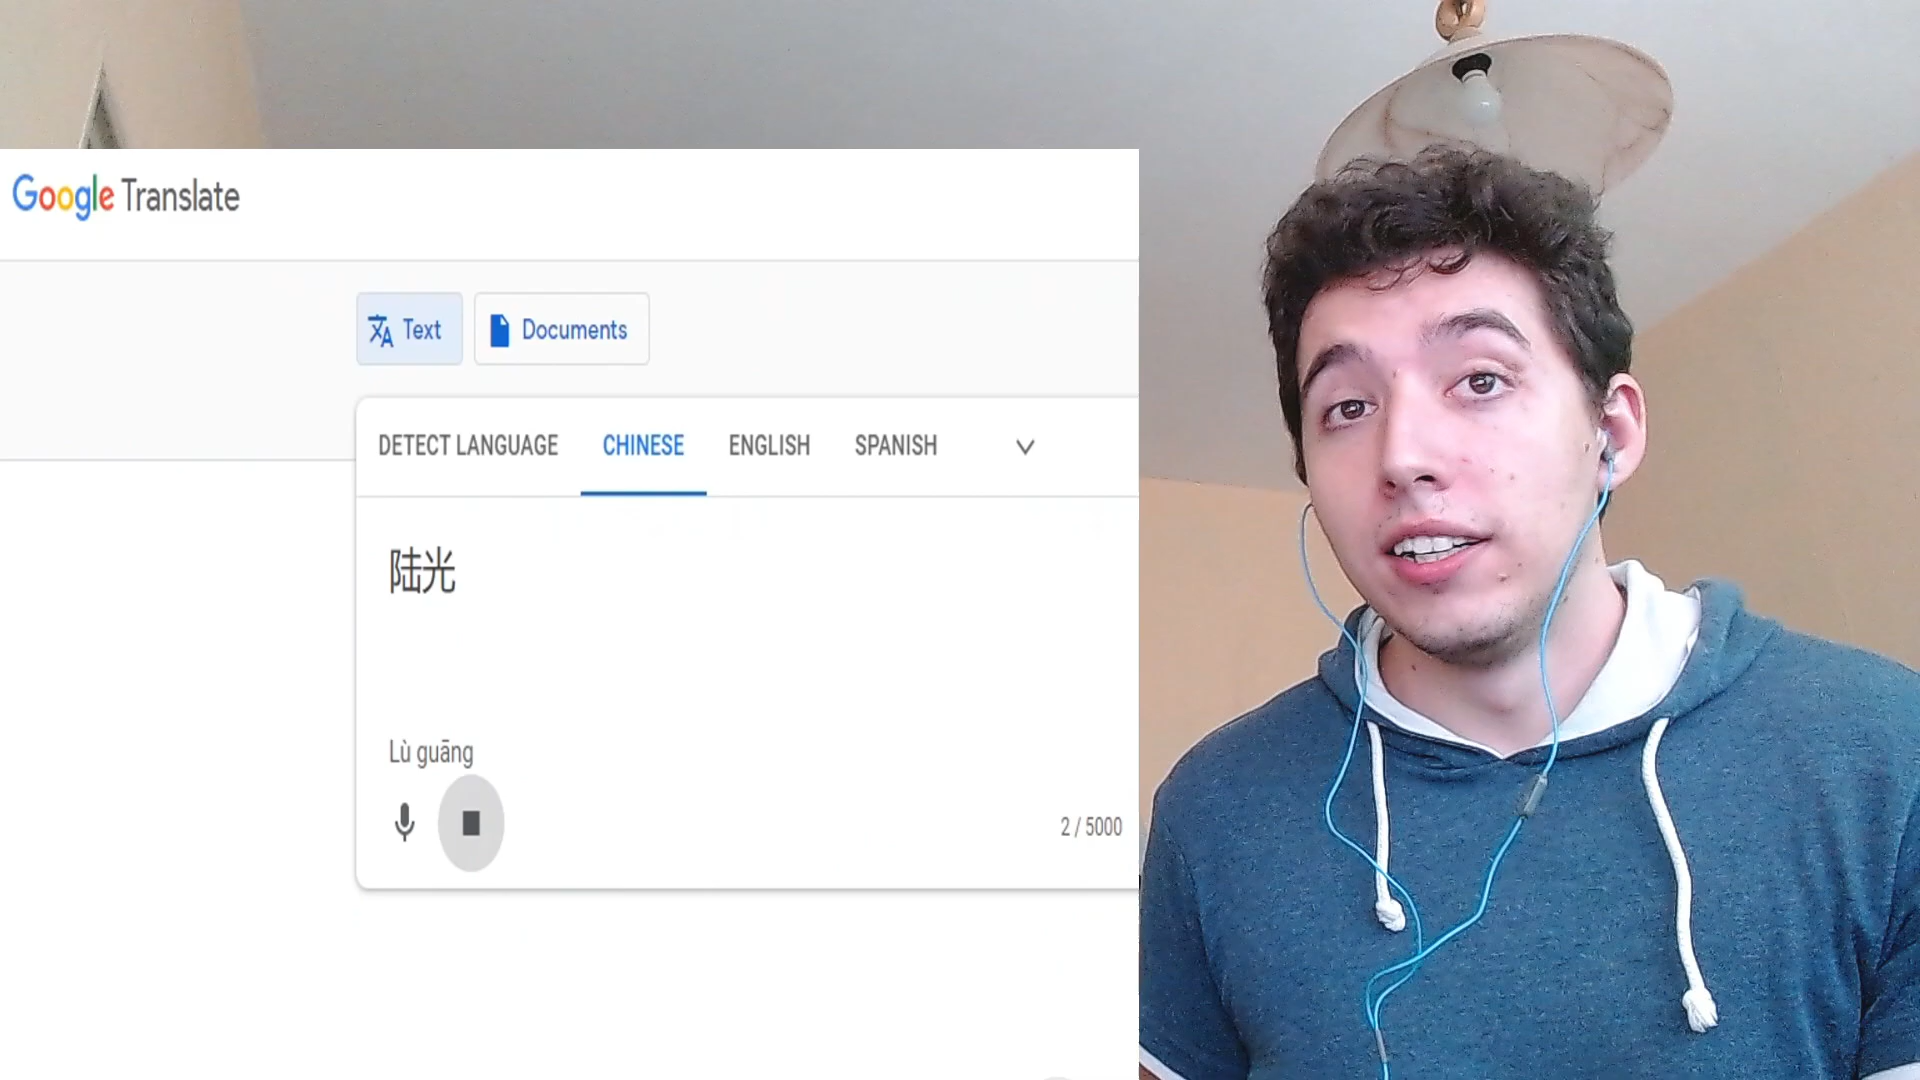 Google Translate
Text
Documents
DETECT LANGUAGE
CHINESE
ENGLISH
SPANISH
陆光
Lù guāng
2 / 5000